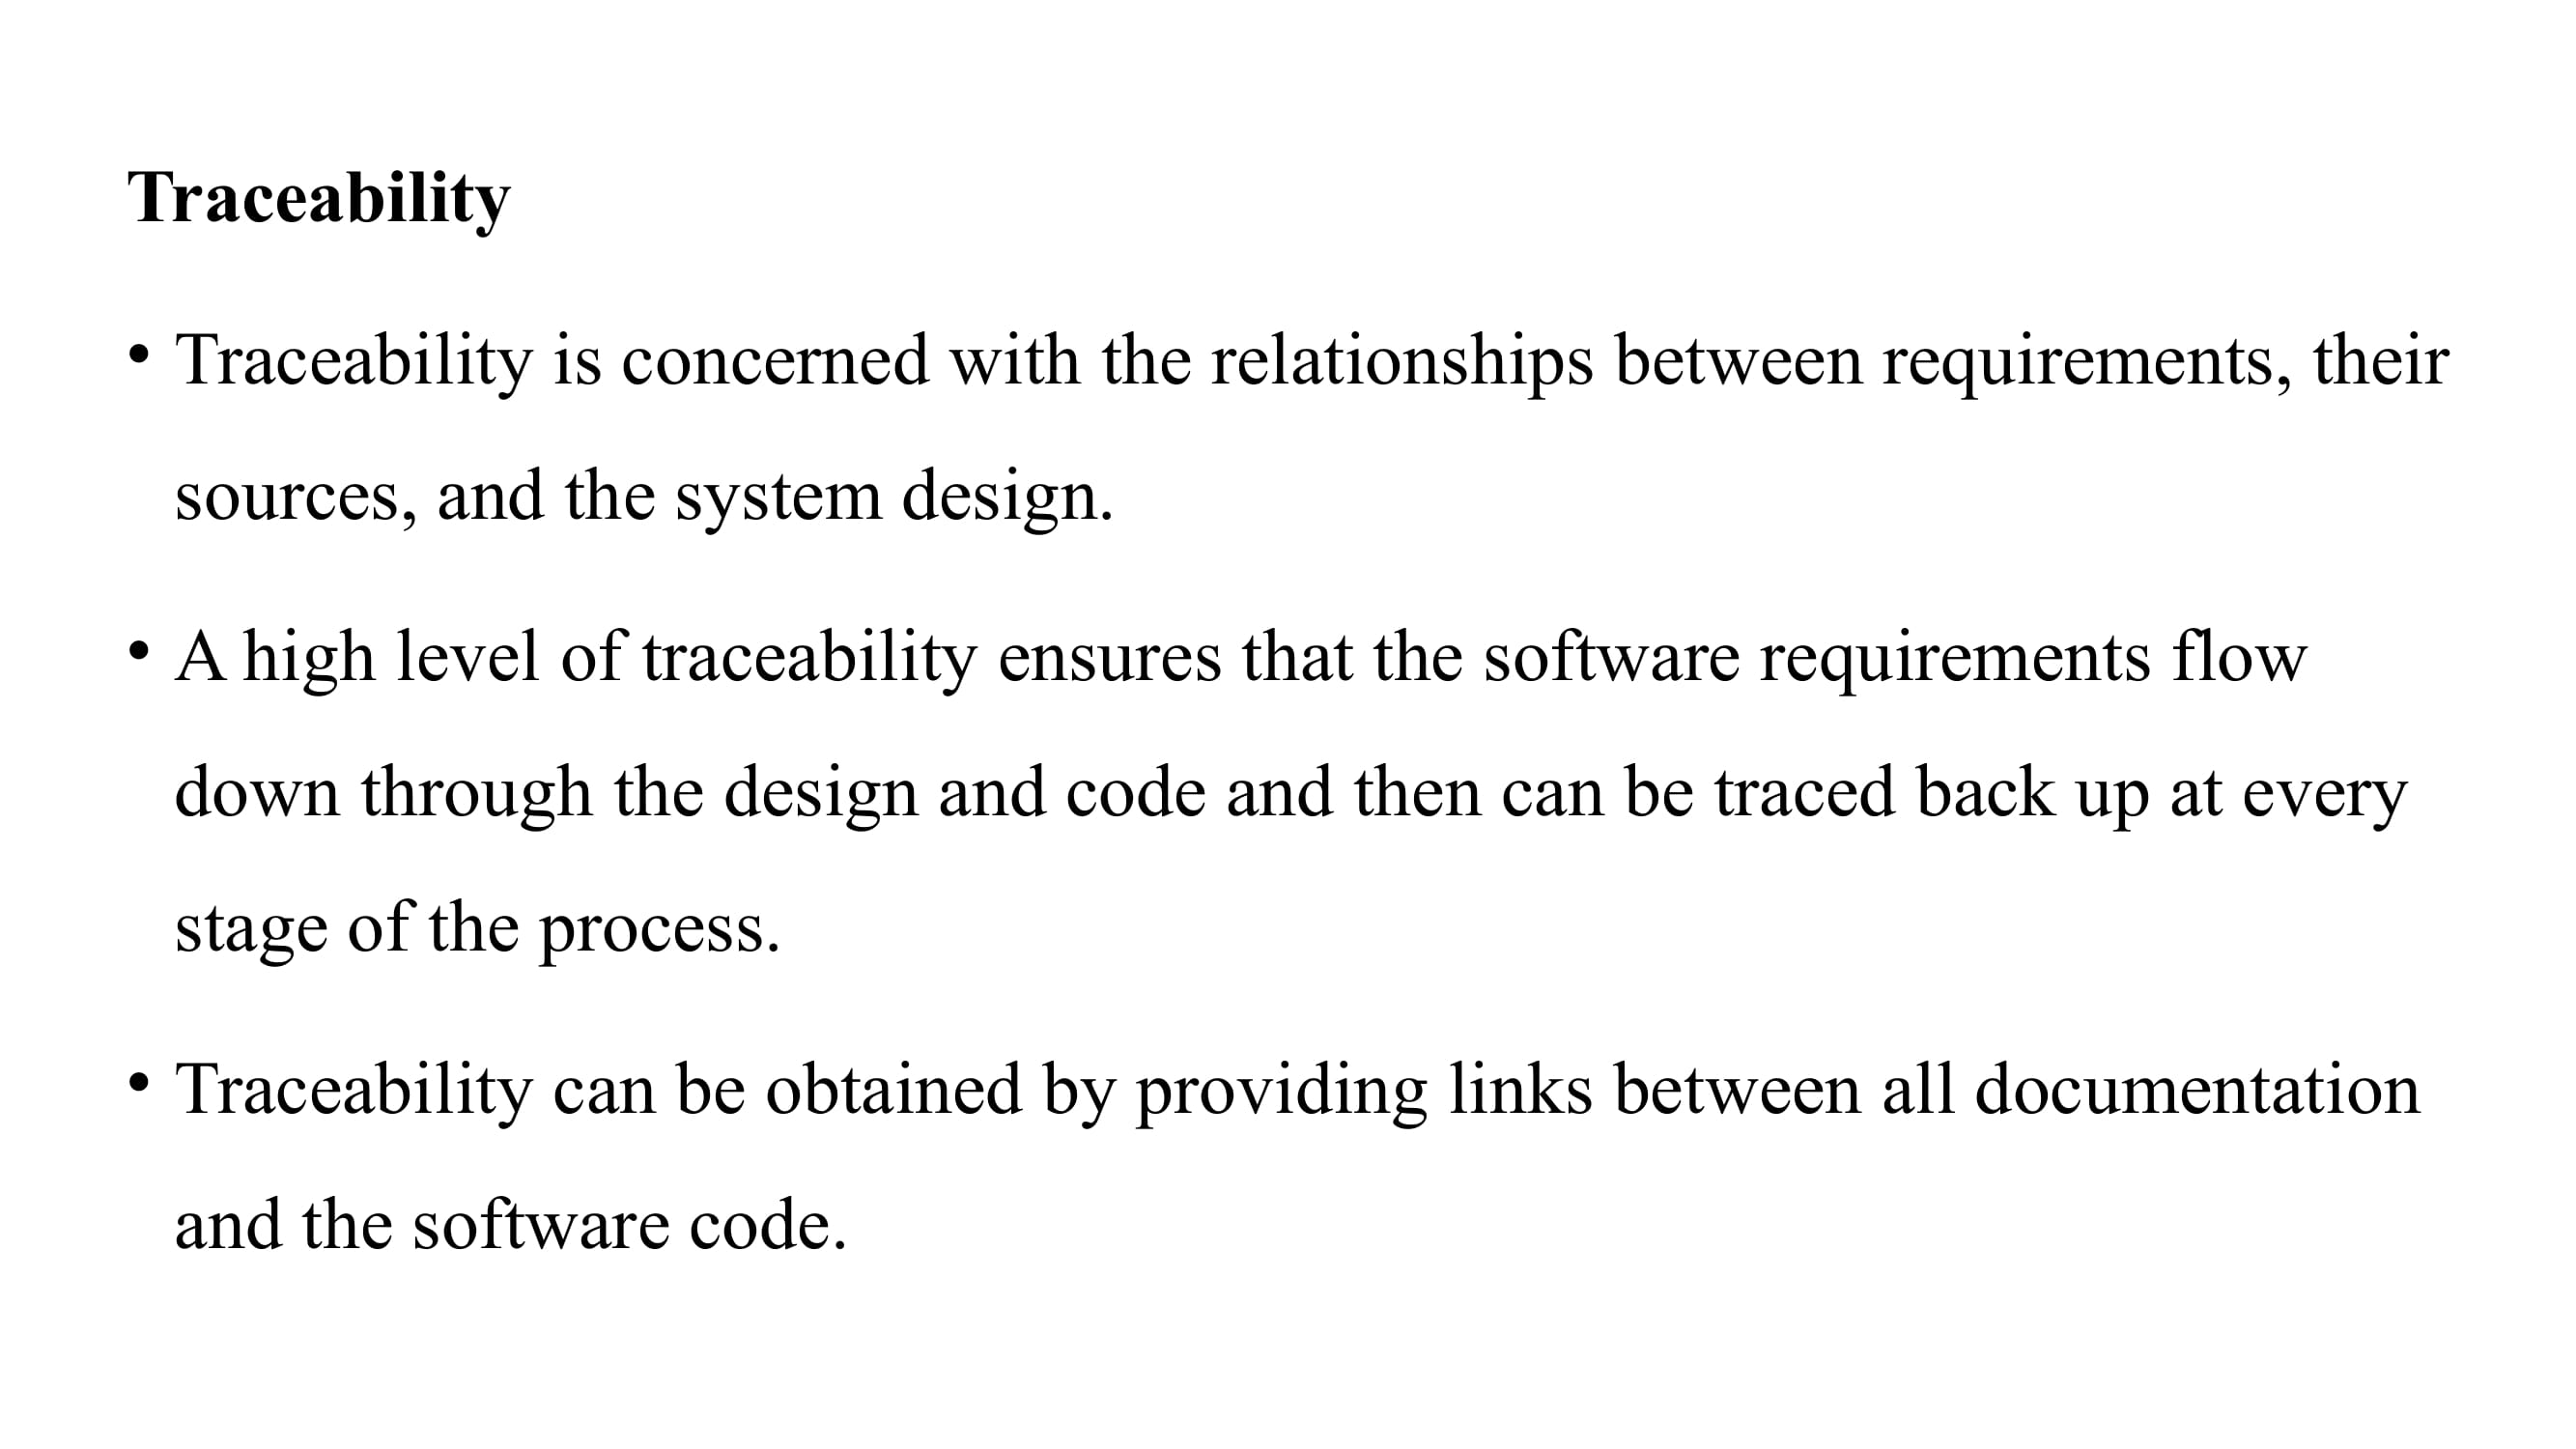 Traceability
• Traceability is concerned with the relationships between requirements, their
sources, and the system design.
• A high level of traceability ensures that the software requirements flow
down through the design and code and then can be traced back up at every
stage of the process.
• Traceability can be obtained by providing links between all documentation
and the software code.